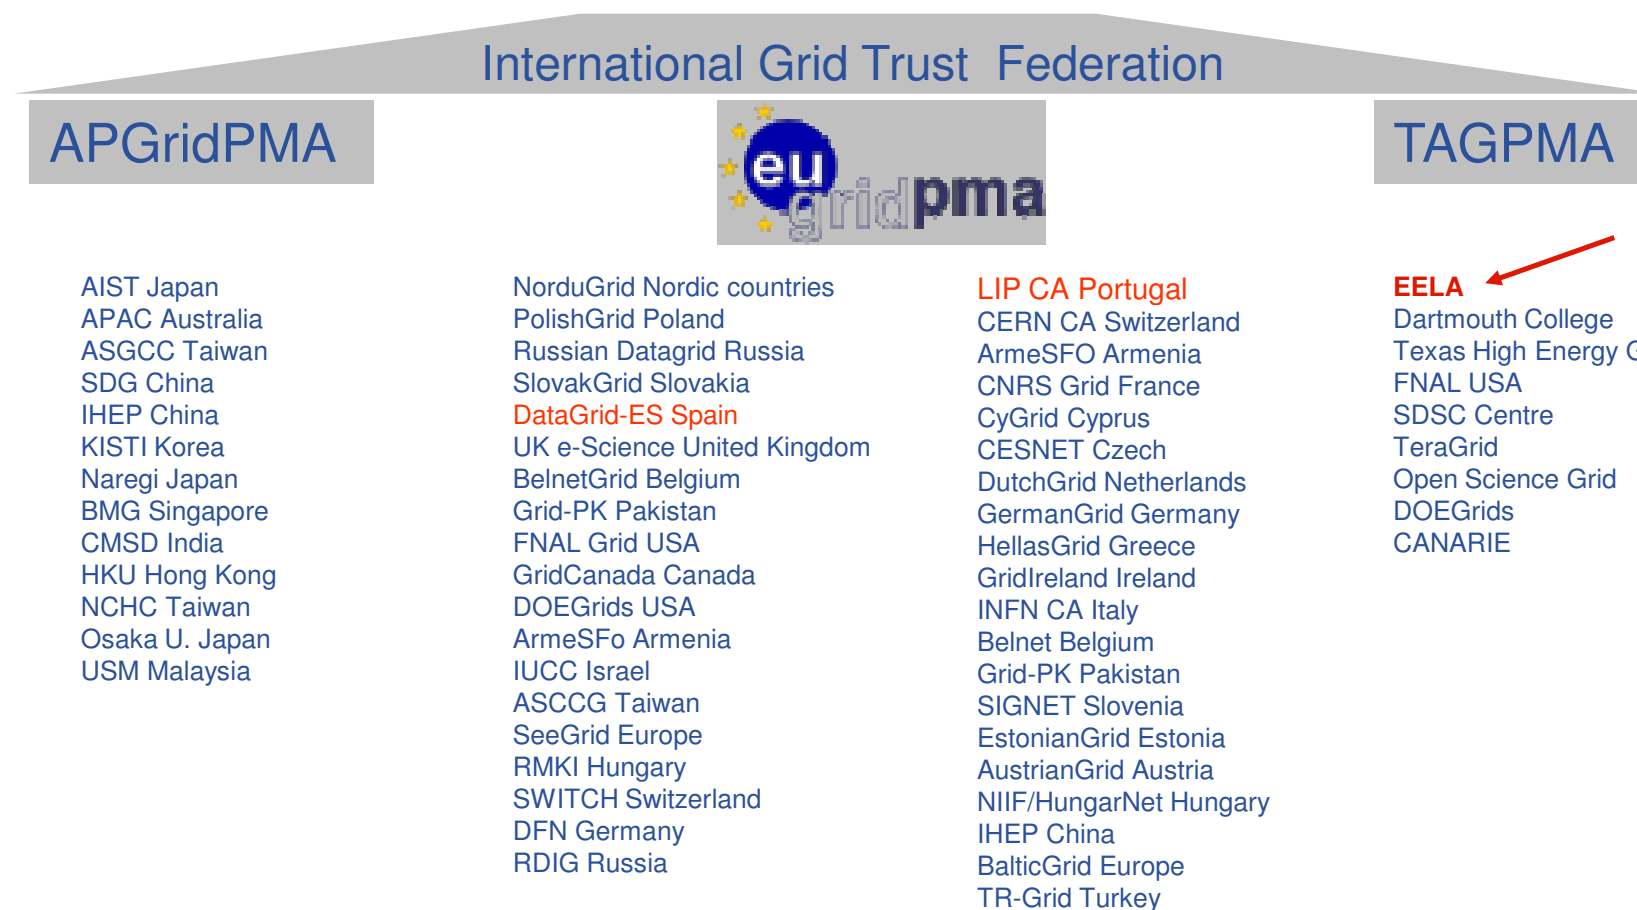 International Grid Trust Federation
APGridPMA
eu
gridpma
TAGPMA
AIST Japan
APAC Australia
ASGCC Taiwan
SDG China
IHEP China
KISTI Korea
Naregi Japan
BMG Singapore
CMSD India
HKU Hong Kong
NCHC Taiwan
Osaka U. Japan
USM Malaysia
NorduGrid Nordic countries
PolishGrid Poland
Russian Datagrid Russia
SlovakGrid Slovakia
DataGrid-ES Spain
UK e-Science United Kingdom
BelnetGrid Belgium
Grid-PK Pakistan
FNAL Grid USA
GridCanada Canada
DOEGrids USA
ArmeSFo Armenia
IUCC Israel
ASCCG Taiwan
SeeGrid Europe
RMKI Hungary
SWITCH Switzerland
DFN Germany
RDIG Russia
LIP CA Portugal
CERN CA Switzerland
ArmeSFO Armenia
CNRS Grid France
CyGrid Cyprus
CESNET Czech
DutchGrid Netherlands
GermanGrid Germany
HellasGrid Greece
GridIreland Ireland
INFN CA Italy
Belnet Belgium
Grid-PK Pakistan
SIGNET Slovenia
EstonianGrid Estonia
AustrianGrid Austria
NIIF/HungarNet Hungary
IHEP China
BalticGrid Europe
TR-Grid Turkey
EELA
Dartmouth College
Texas High Energy
FNAL USA
SDSC Centre
TeraGrid
Open Science Grid
DOEGrids
CANARIE